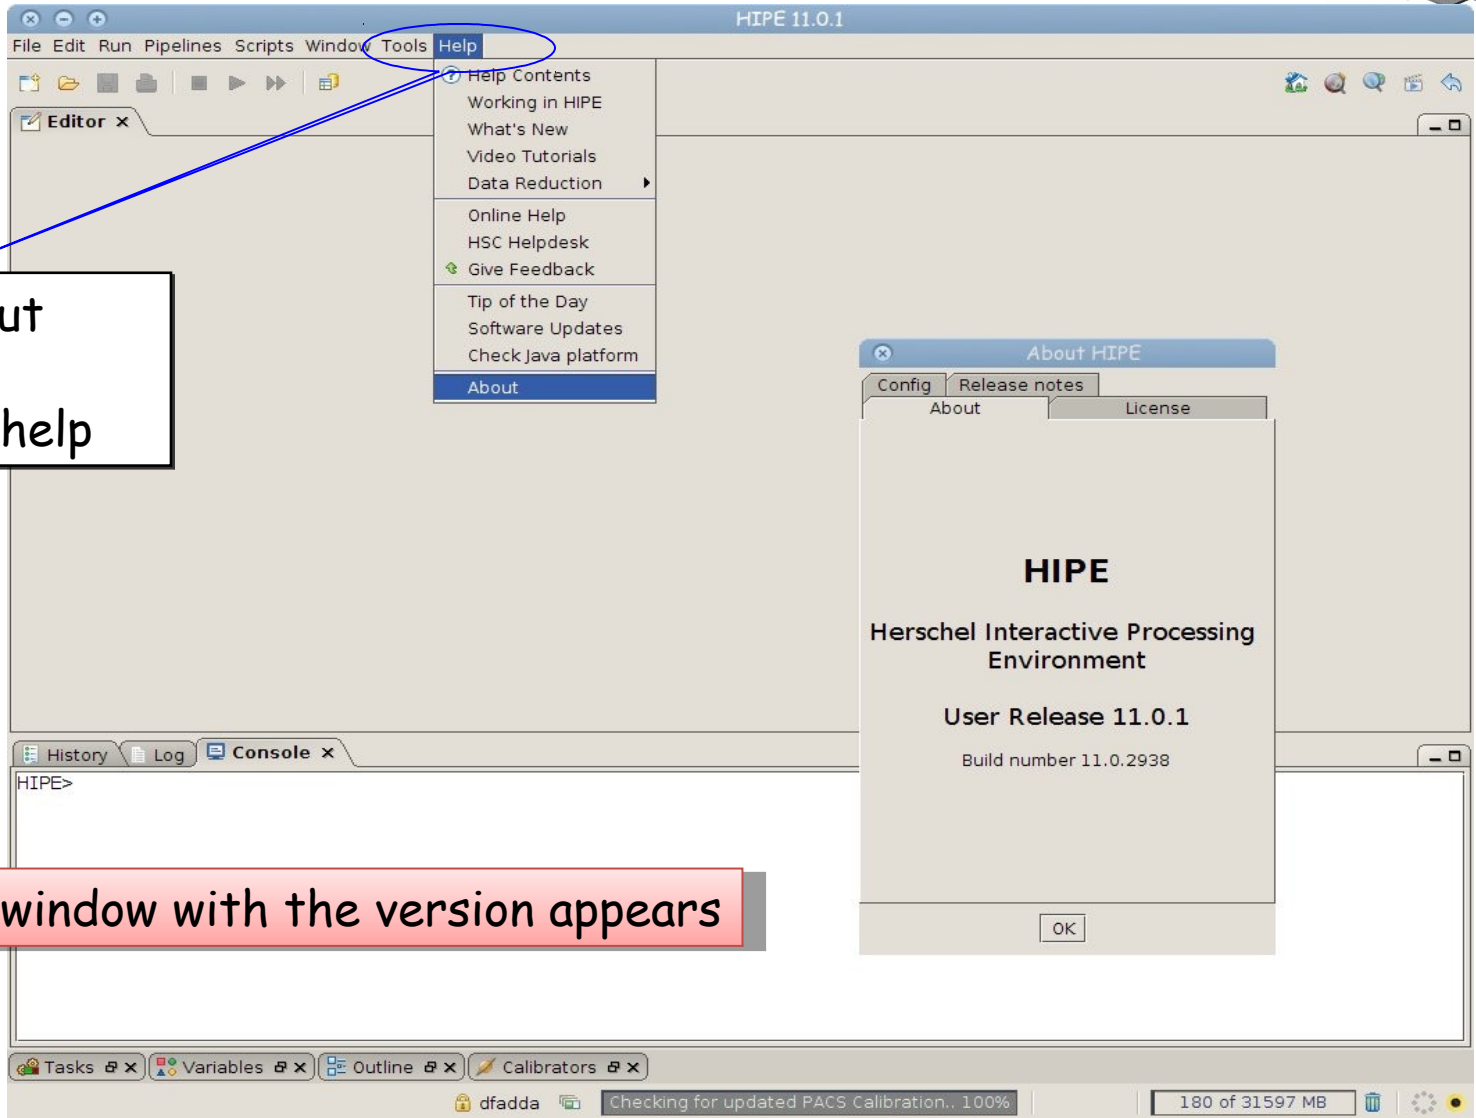 HIPE 11.0.1
File Edit Run Pipelines Scripts Window Tools Help
Editor
Help Contents
Working in HIPE
What's New
Video Tutorials
Data Reduction
Online Help
HSC Helpdesk
Give Feedback
Tip of the Day
Software Updates
Check Java platform
About
ut
help
About HIPE
Config Release notes
About License
HIPE
Herschel Interactive Processing
Environment
User Release 11.0.1
Build number 11.0.2938
OK
History Log Console
HIPE>
window with the version appears
Tasks Variables Outline Calibrators
dfadda Checking for updated PACS Calibration.. 100% 180 of 31597 MB